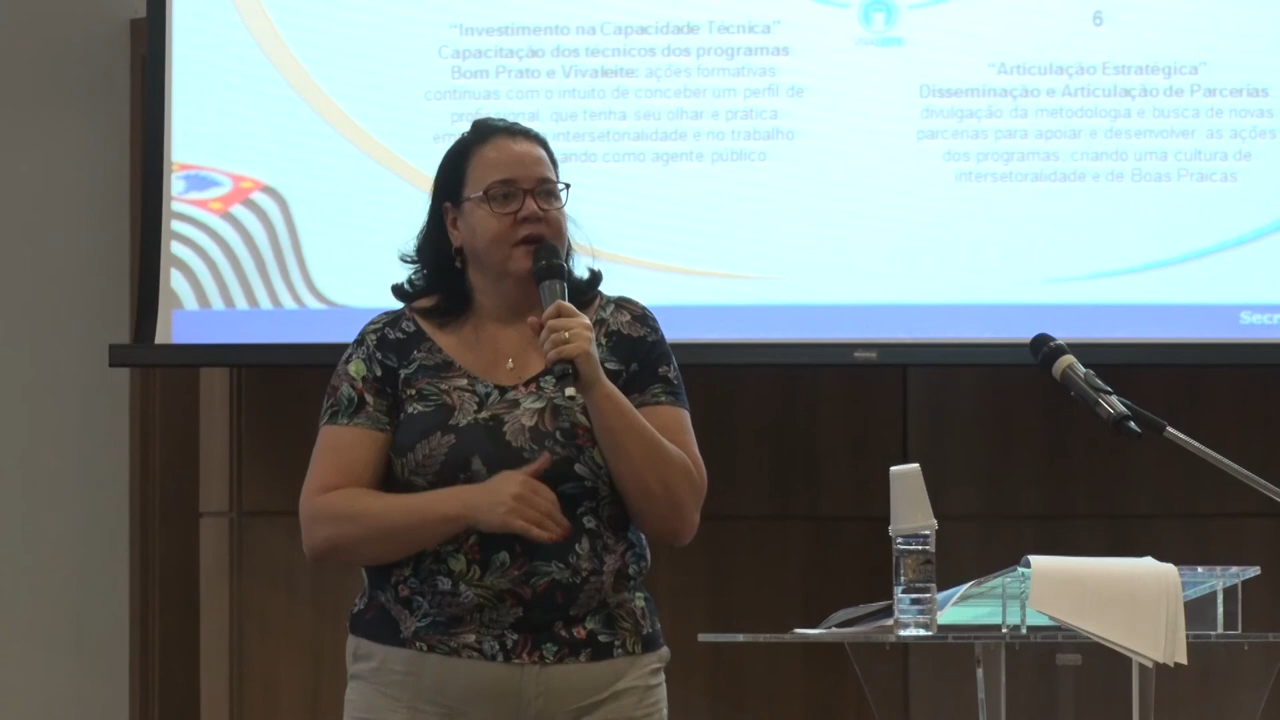 "Investimento na Capacidade Técnica"
Capacitação dos técnicos dos programas
Bom Prato e Vivaleite: ações formativas
contínuas com o intuito de conceber um perfil de
profissional, que tenha seu olhar e prática
intersetorialidade e no trabalho
como agente público
6
"Articulação Estrategica"
Disseminação e Articulação de Parcerias
divulgação da metodologia e busca de novas
parcerias para apoiar e desenvolver as ações
dos programas, criando uma cultura de
intersetoralidade e de Boas Praicas
Secr